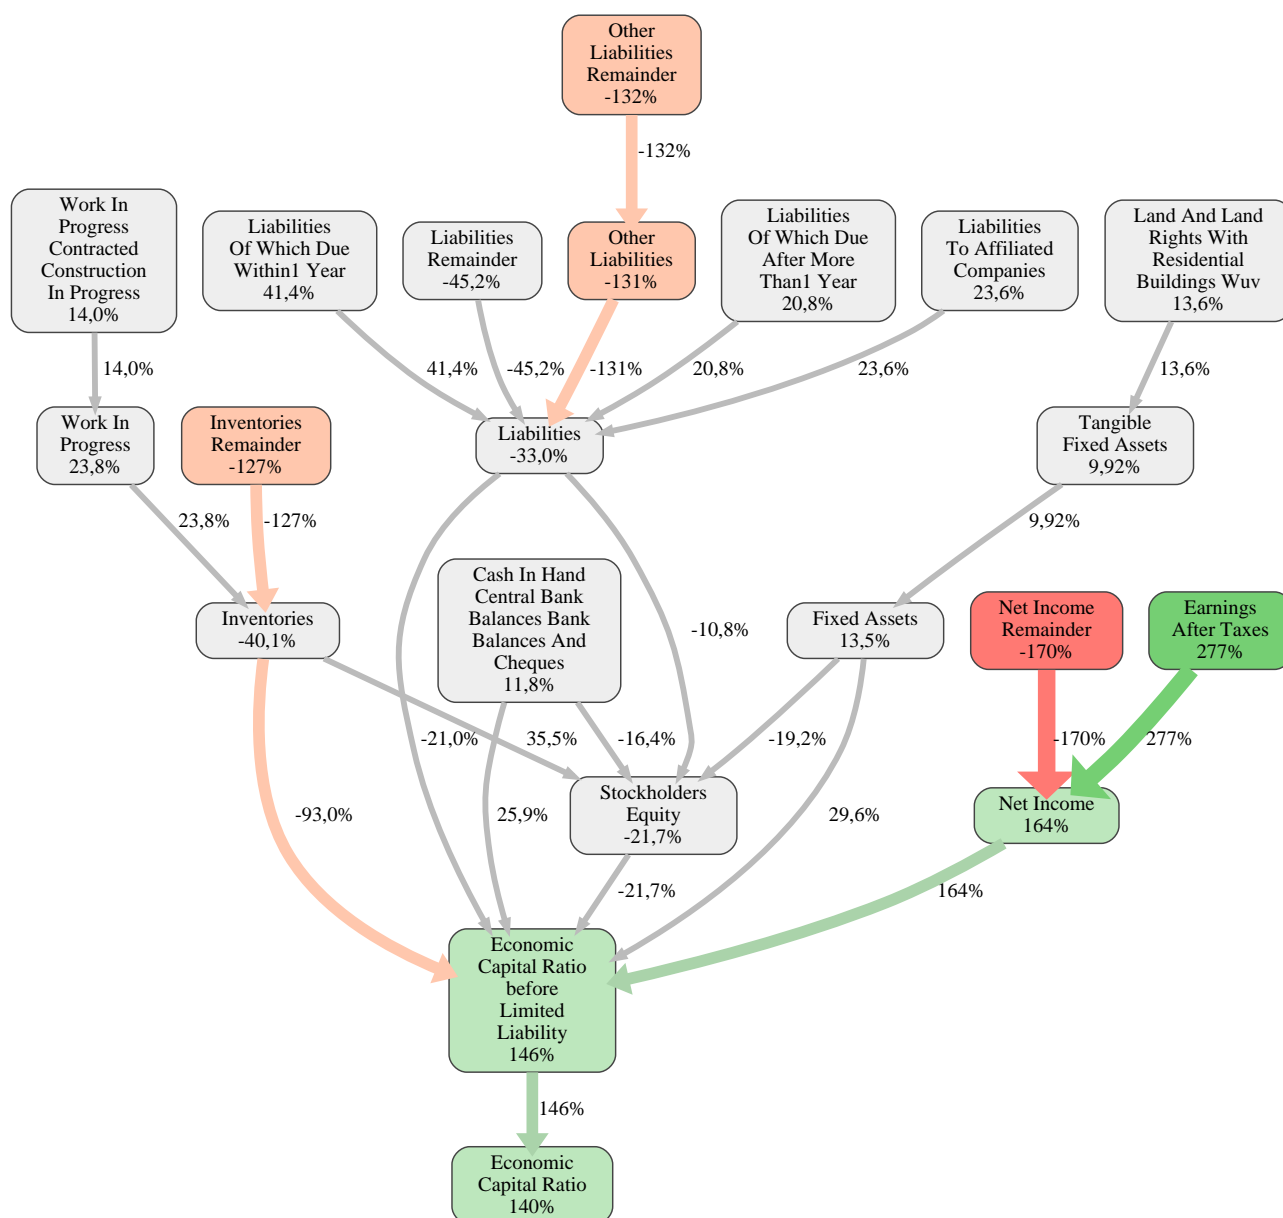 Other
Liabilities
Remainder
-132%
-132%
Work In
Progress
Contracted
Construction
In Progress
14,0%
Liabilities
Of Which Due
Within1 Year
41,4%
Liabilities
Remainder
-45,2%
Other
Liabilities
-131%
Liabilities
Of Which Due
After More
Than1 Year
20,8%
Liabilities
To Affiliated
Companies
23,6%
Land And Land
Rights With
Residential
Buildings Wuv
13,6%
14,0%
41,4%
-45,2%
-131%
20,8%
23,6%
13,6%
Work In
Progress
23,8%
Inventories
Remainder
-127%
Liabilities
-33,0%
Tangible
Fixed Assets
9,92%
23,8%
-127%
9,92%
Cash In Hand
Central Bank
Balances Bank
Balances And
Cheques
11,8%
Inventories
-40,1%
-10,8%
Fixed Assets
13,5%
Net Income
Remainder
-170%
Earnings
After Taxes
277%
-21,0%
35,5%
-16,4%
-19,2%
-170%
277%
Stockholders
Equity
-21,7%
Net Income
164%
-93,0%
25,9%
29,6%
-21,7%
164%
Economic
Capital Ratio
before
Limited
Liability
146%
146%
Economic
Capital Ratio
140%